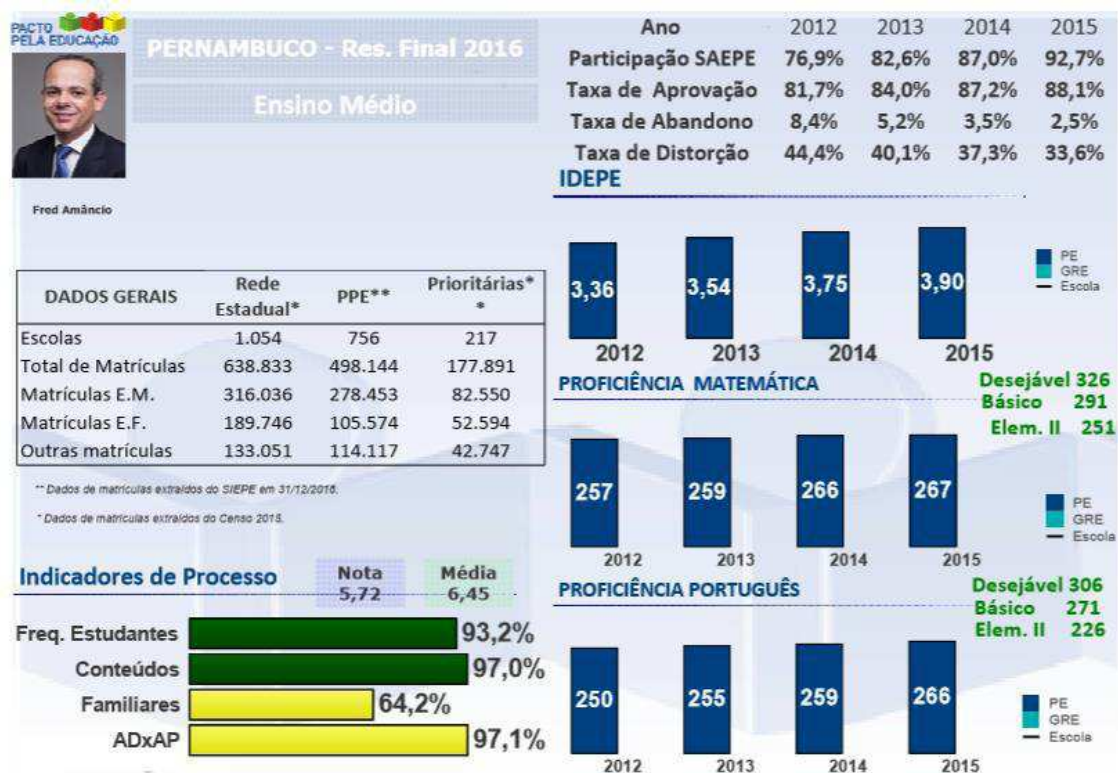 PACTO
PELA EDUCAÇÃO
PERNAMBUCO - Res. Final 2016
Ensino Médio
Fred Amâncio
Ano 2012 2013 2014 2015
Participação SAEPE 76,9% 82,6% 87,0% 92,7%
Taxa de Aprovação 81,7% 84,0% 87,2% 88,1%
Taxa de Abandono 8,4% 5,2% 3,5% 2,5%
Taxa de Distorção 44,4% 40,1% 37,3% 33,6%
DADOS GERAIS Rede Estadual* PPE** Prioritárias**
Escolas 1.054 756 217
Total de Matrículas 638.833 498.144 177.891
Matrículas E.M. 316.036 278.453 82.550
Matrículas E.F. 189.746 105.574 52.594
Outras matrículas 133.051 114.117 42.747
** Dados de matrículas extraídos do SIEPE em 31/12/2016.
* Dados de matrículas extraídos do Censo 2015.
Indicadores de Processo
Nota Média
5,72 6,45
Freq. Estudantes 93,2%
Conteúdos 97,0%
Familiares 64,2%
ADxAP 97,1%
IDEPE
3,36 3,54 3,75 3,90
2012 2013 2014 2015
PE
GRE
Escola
PROFICIÊNCIA MATEMÁTICA
Desejável 326
Básico 291
Elem. II 251
257 259 266 267
2012 2013 2014 2015
PE
GRE
Escola
PROFICIÊNCIA PORTUGUÊS
Desejável 306
Básico 271
Elem. II 226
250 255 259 266
2012 2013 2014 2015
PE
GRE
Escola